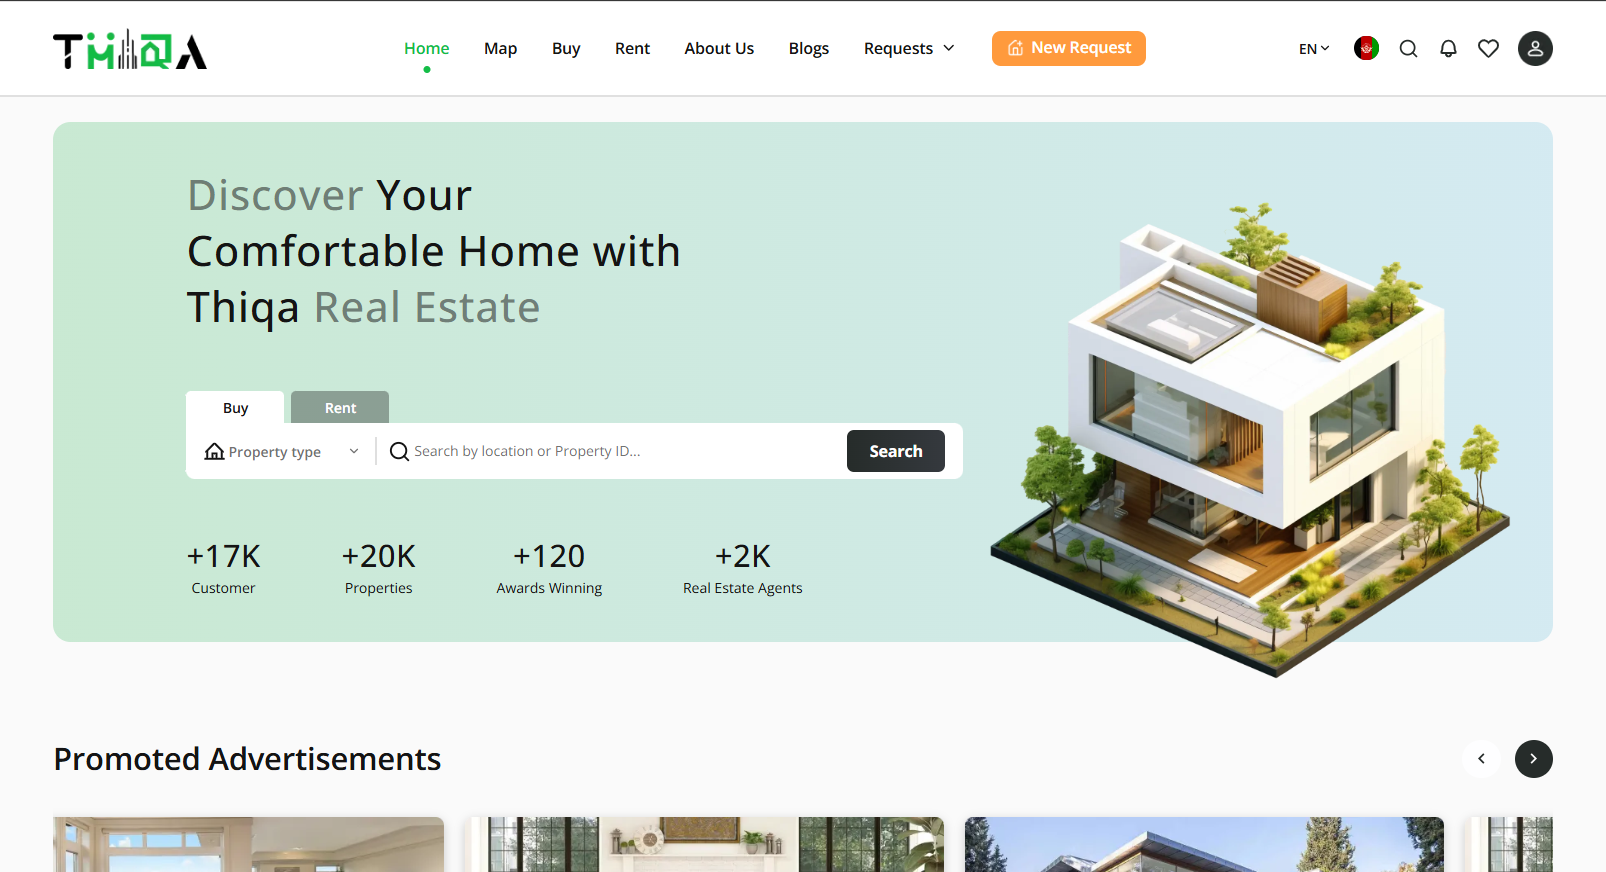 THIQA
Home
Map
Buy
Rent
About Us
Blogs
Requests
New Request
EN
Discover Your
Comfortable Home with
Thiqa Real Estate
Buy
Rent
Property type
Search by location or Property ID...
Search
+17K
Customer
+20K
Properties
+120
Awards Winning
+2K
Real Estate Agents
Promoted Advertisements